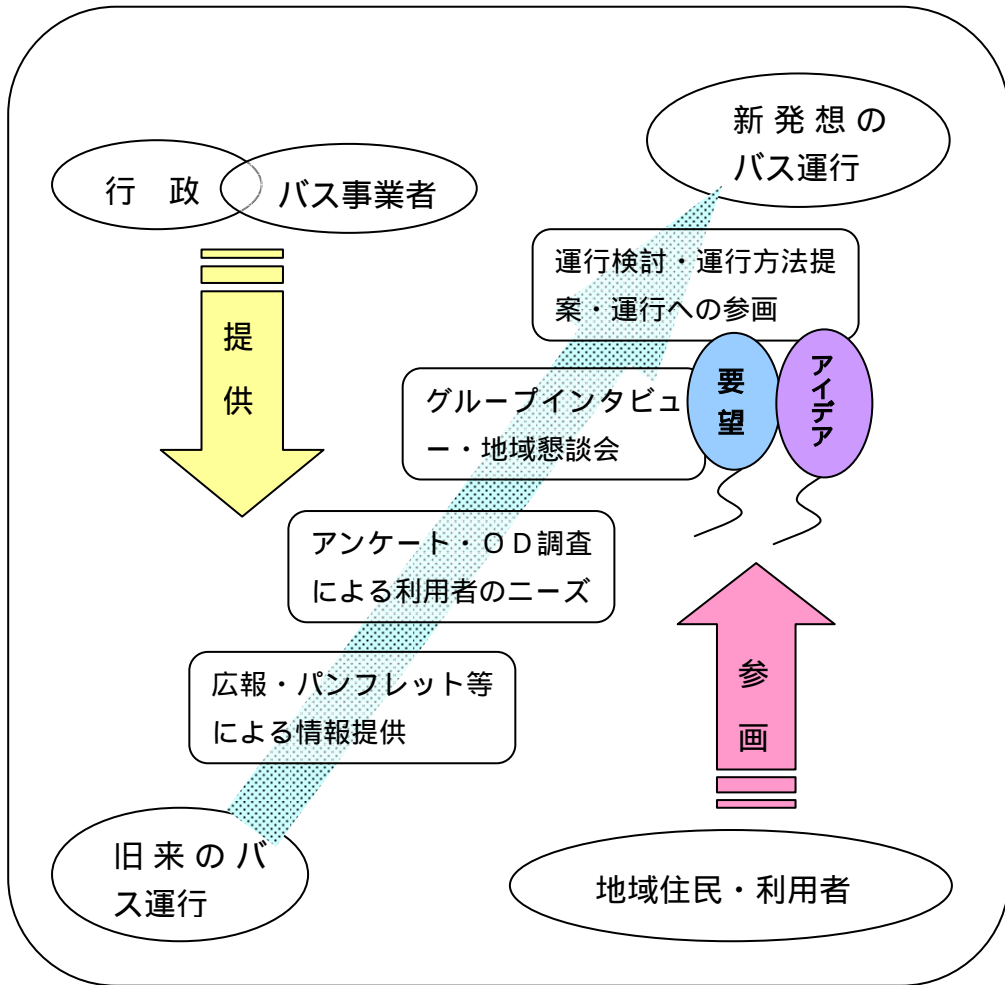 新発想の
バス運行
行　政
バス事業者
運行検討・運行方法提
案・運行への参画
提
供
要
望
アイデア
グループインタビュ
ー・地域懇談会
アンケート・ＯＤ調査
による利用者のニーズ
広報・パンフレット等
による情報提供
参
画
旧来のバ
ス運行
地域住民・利用者